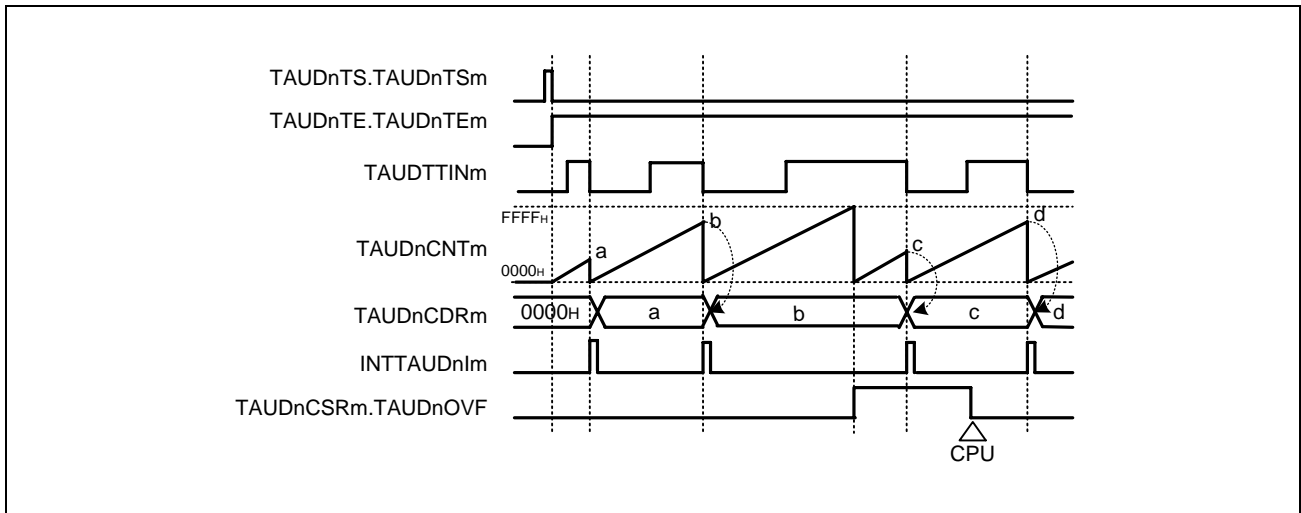 TAUDnTS.TAUDnTSm
TAUDnTE.TAUDnTEm
TAUDTTINm
FFFFH
TAUDnCNTm
0000H
a
b
c
d
TAUDnCDRm
0000H
a
b
c
d
INTTAUDnIm
TAUDnCSRm.TAUDnOVF
CPU